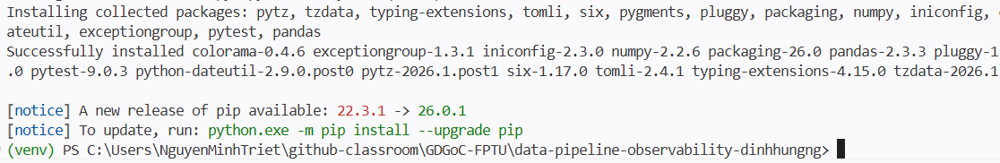 Installing collected packages: pytz, tzdata, typing-extensions, tomli, six, pygments, pluggy, packaging, numpy, iniconfig,
ateutil, exceptiongroup, pytest, pandas
Successfully installed colorama-0.4.6 exceptiongroup-1.3.1 iniconfig-2.3.0 numpy-2.2.6 packaging-26.0 pandas-2.3.3 pluggy-1
.0 pytest-9.0.3 python-dateutil-2.9.0.post0 pytz-2026.1.post1 six-1.17.0 tomli-2.4.1 typing-extensions-4.15.0 tzdata-2026.1
[notice] A new release of pip available: 22.3.1 -> 26.0.1
[notice] To update, run: python.exe -m pip install --upgrade pip
(venv) PS C:\Users\NguyenMinhTriet\github-classroom\GDGoC-FPTU\data-pipeline-observability-dinhhungng>